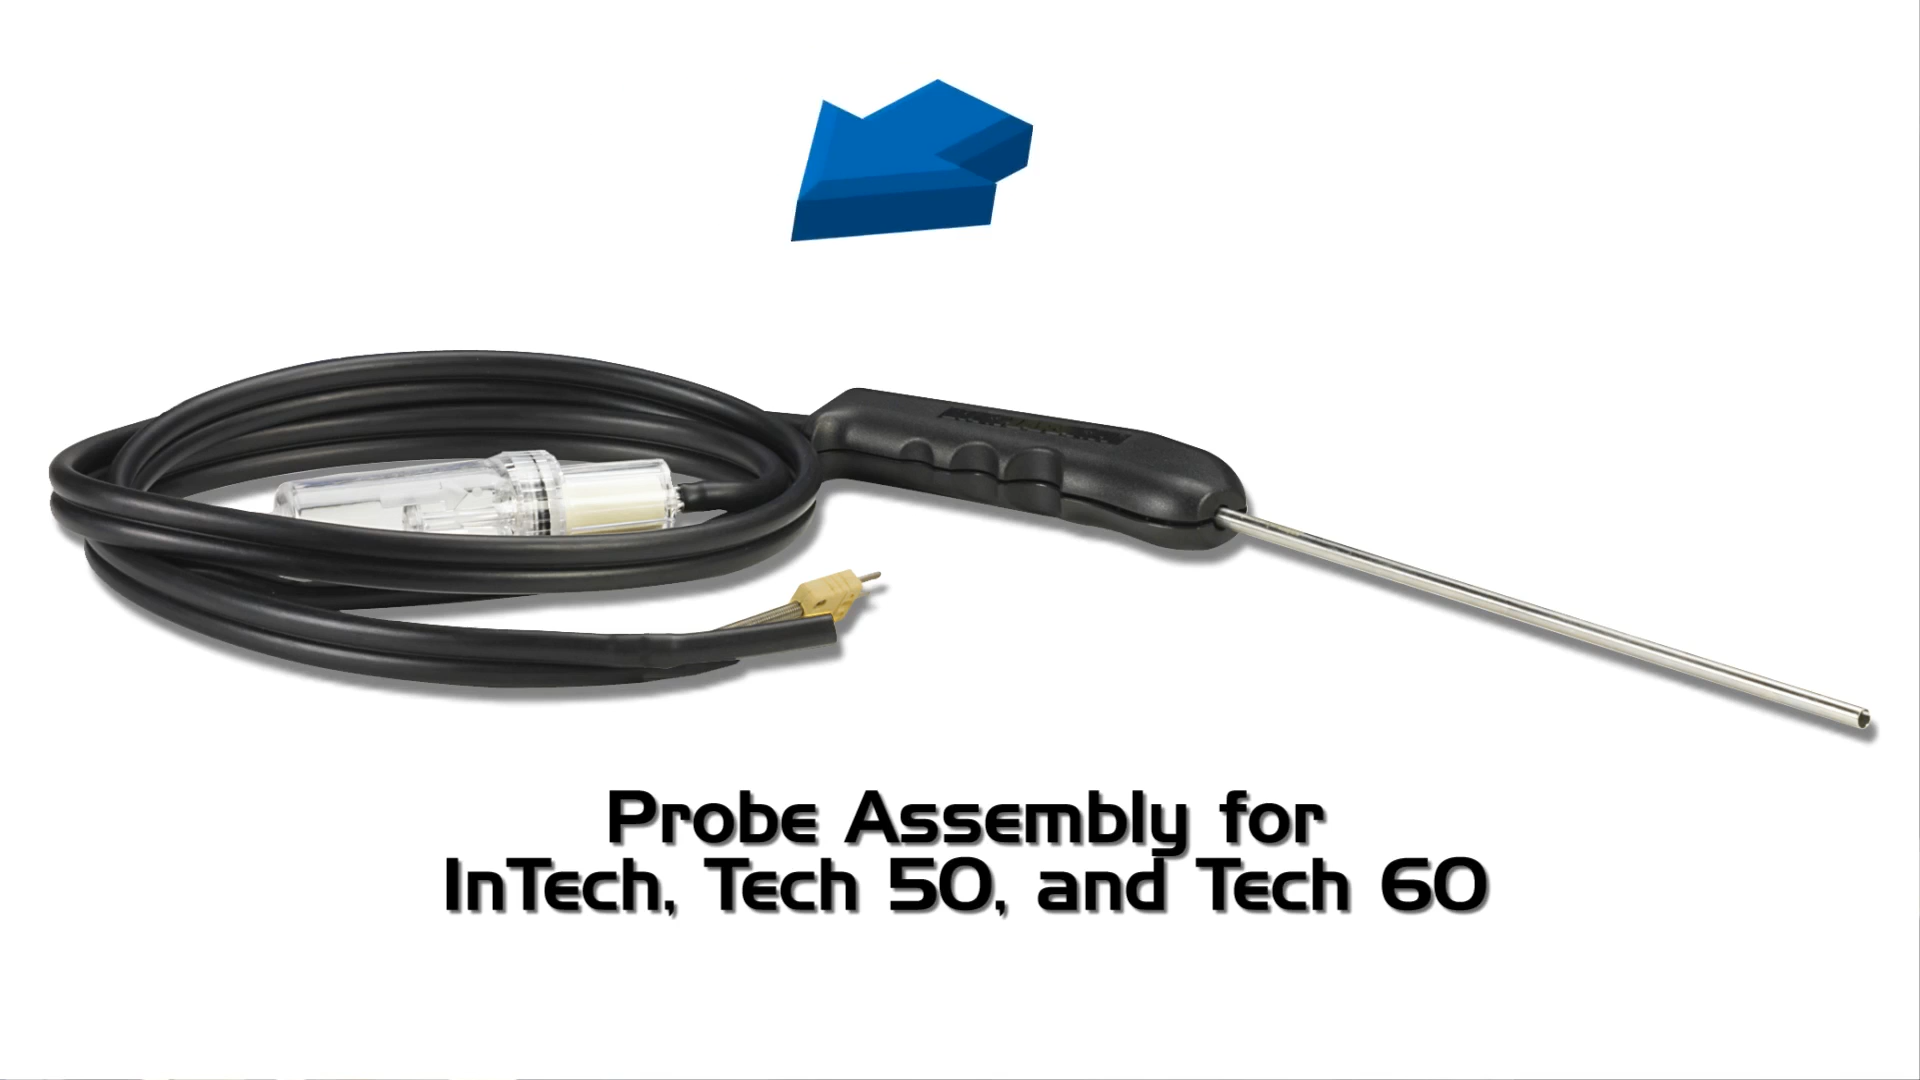 Probe Assembly for
InTech, Tech 50, and Tech 60